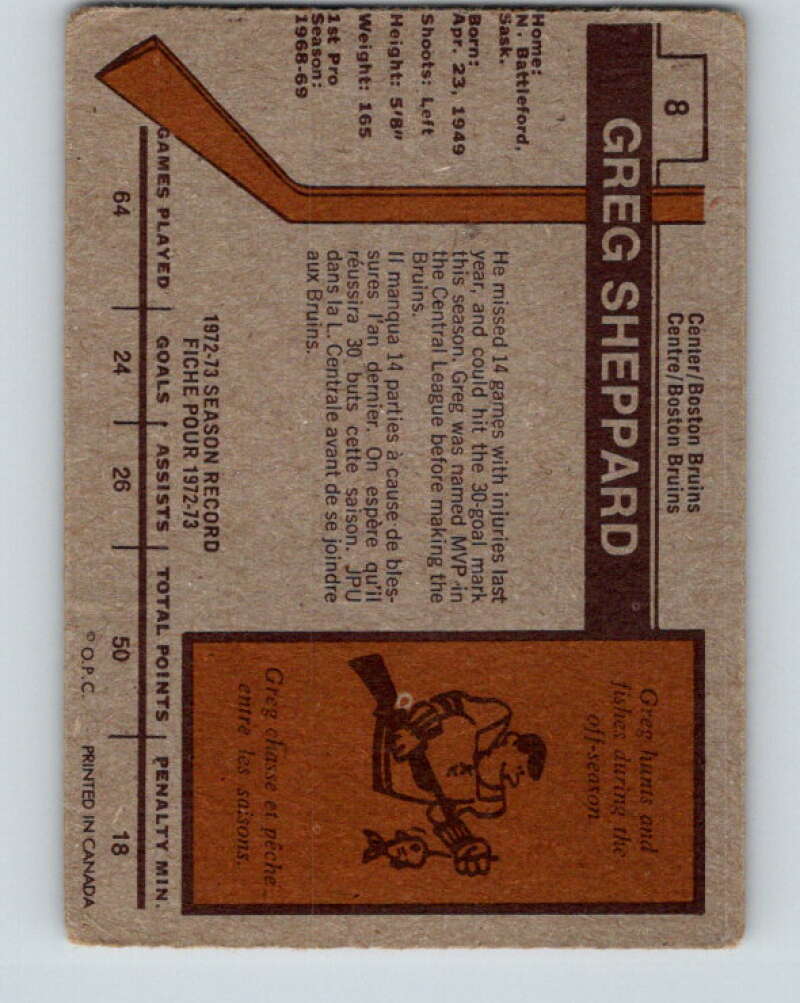 8
Center/Boston Bruins
Centre/Boston Bruins
GREG SHEPPARD
Home:
N. Battleford,
Sask.
Born:
Apr. 23, 1949
Shoots: Left
Height: 5'8"
Weight: 165
1st Pro
Season:
1968-69
He missed 14 games with injuries last
year, and could hit the 30-goal mark
this season. Greg was named MVP in
the Central League before making the
Bruins.
Il manqua 14 parties à cause de bles-
sures l'an dernier. On espère qu'il
réussira 30 buts cette saison. JPU
dans la L. Centrale avant de se joindre
aux Bruins.
Greg hunts and
fishes during the
off-season
Greg chasse et pêche
entre les saisons.
1972-73 SEASON RECORD
FICHE POUR 1972-73
GAMES PLAYED GOALS ASSISTS TOTAL POINTS PENALTY MIN.
64 24 26 50 18
© O.P.C. PRINTED IN CANADA